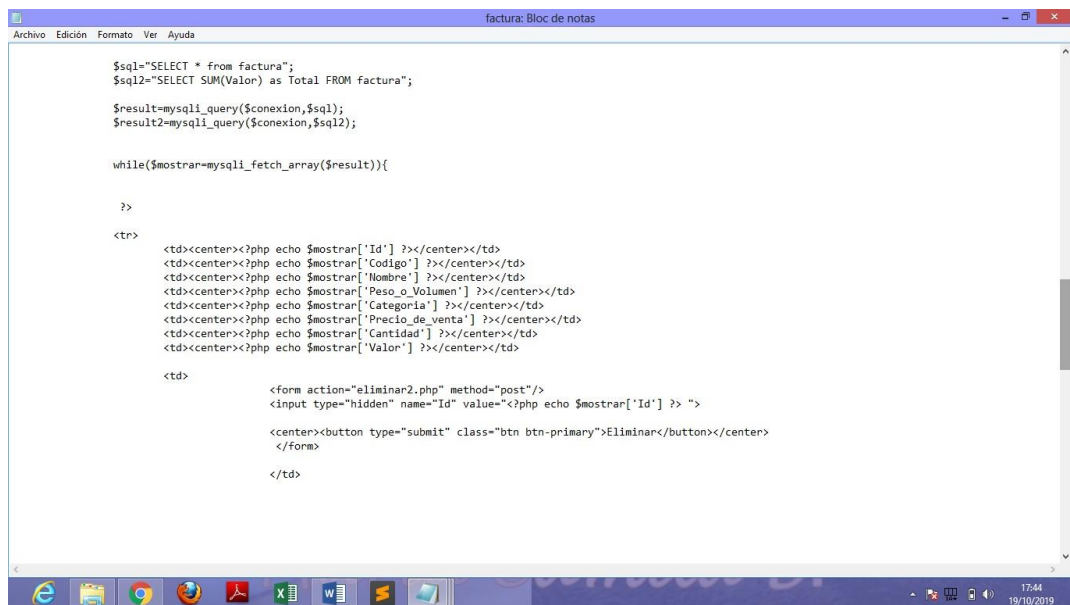 factura: Bloc de notas
Archivo Edición Formato Ver Ayuda
$sql="SELECT * from factura";
$sql2="SELECT SUM(Valor) as Total FROM factura";
$result=mysqli_query($conexion,$sql);
$result2=mysqli_query($conexion,$sql2);
while($mostrar=mysqli_fetch_array($result)){
?>
<tr>
<td><center><?php echo $mostrar['Id'] ?></center></td>
<td><center><?php echo $mostrar['Codigo'] ?></center></td>
<td><center><?php echo $mostrar['Nombre'] ?></center></td>
<td><center><?php echo $mostrar['Peso_o_Volumen'] ?></center></td>
<td><center><?php echo $mostrar['Categoria'] ?></center></td>
<td><center><?php echo $mostrar['Precio_de_venta'] ?></center></td>
<td><center><?php echo $mostrar['Cantidad'] ?></center></td>
<td><center><?php echo $mostrar['Valor'] ?></center></td>
<td>
<form action="eliminar2.php" method="post"/>
<input type="hidden" name="Id" value="<?php echo $mostrar['Id'] ?> ">
<center><button type="submit" class="btn btn-primary">Eliminar</button></center>
</form>
</td>
17:44
19/10/2019